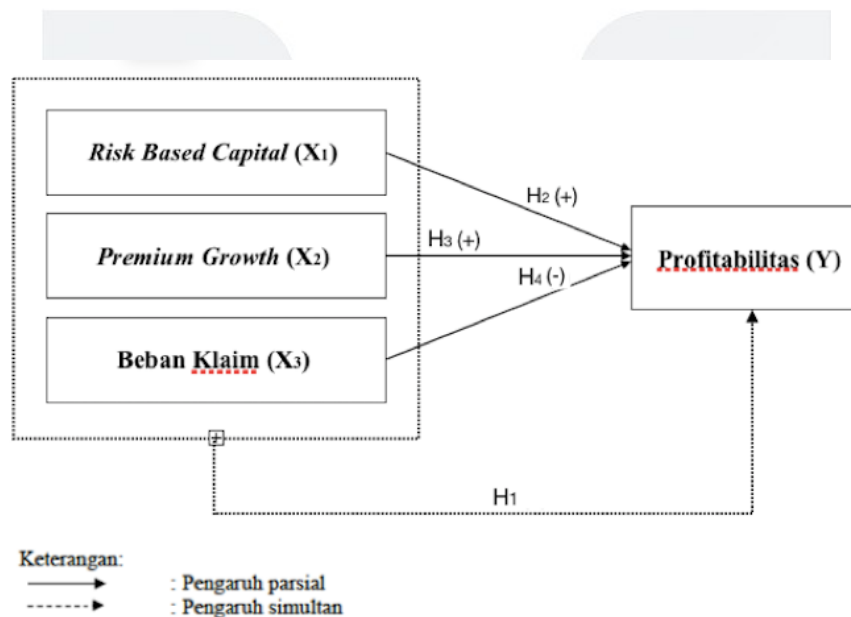 Risk Based Capital (X1)
H2 (+)
Premium Growth (X2)
H3 (+)
Profitabilitas (Y)
H4 (-)
Beban Klaim (X3)
H1
Keterangan:
: Pengaruh parsial
: Pengaruh simultan